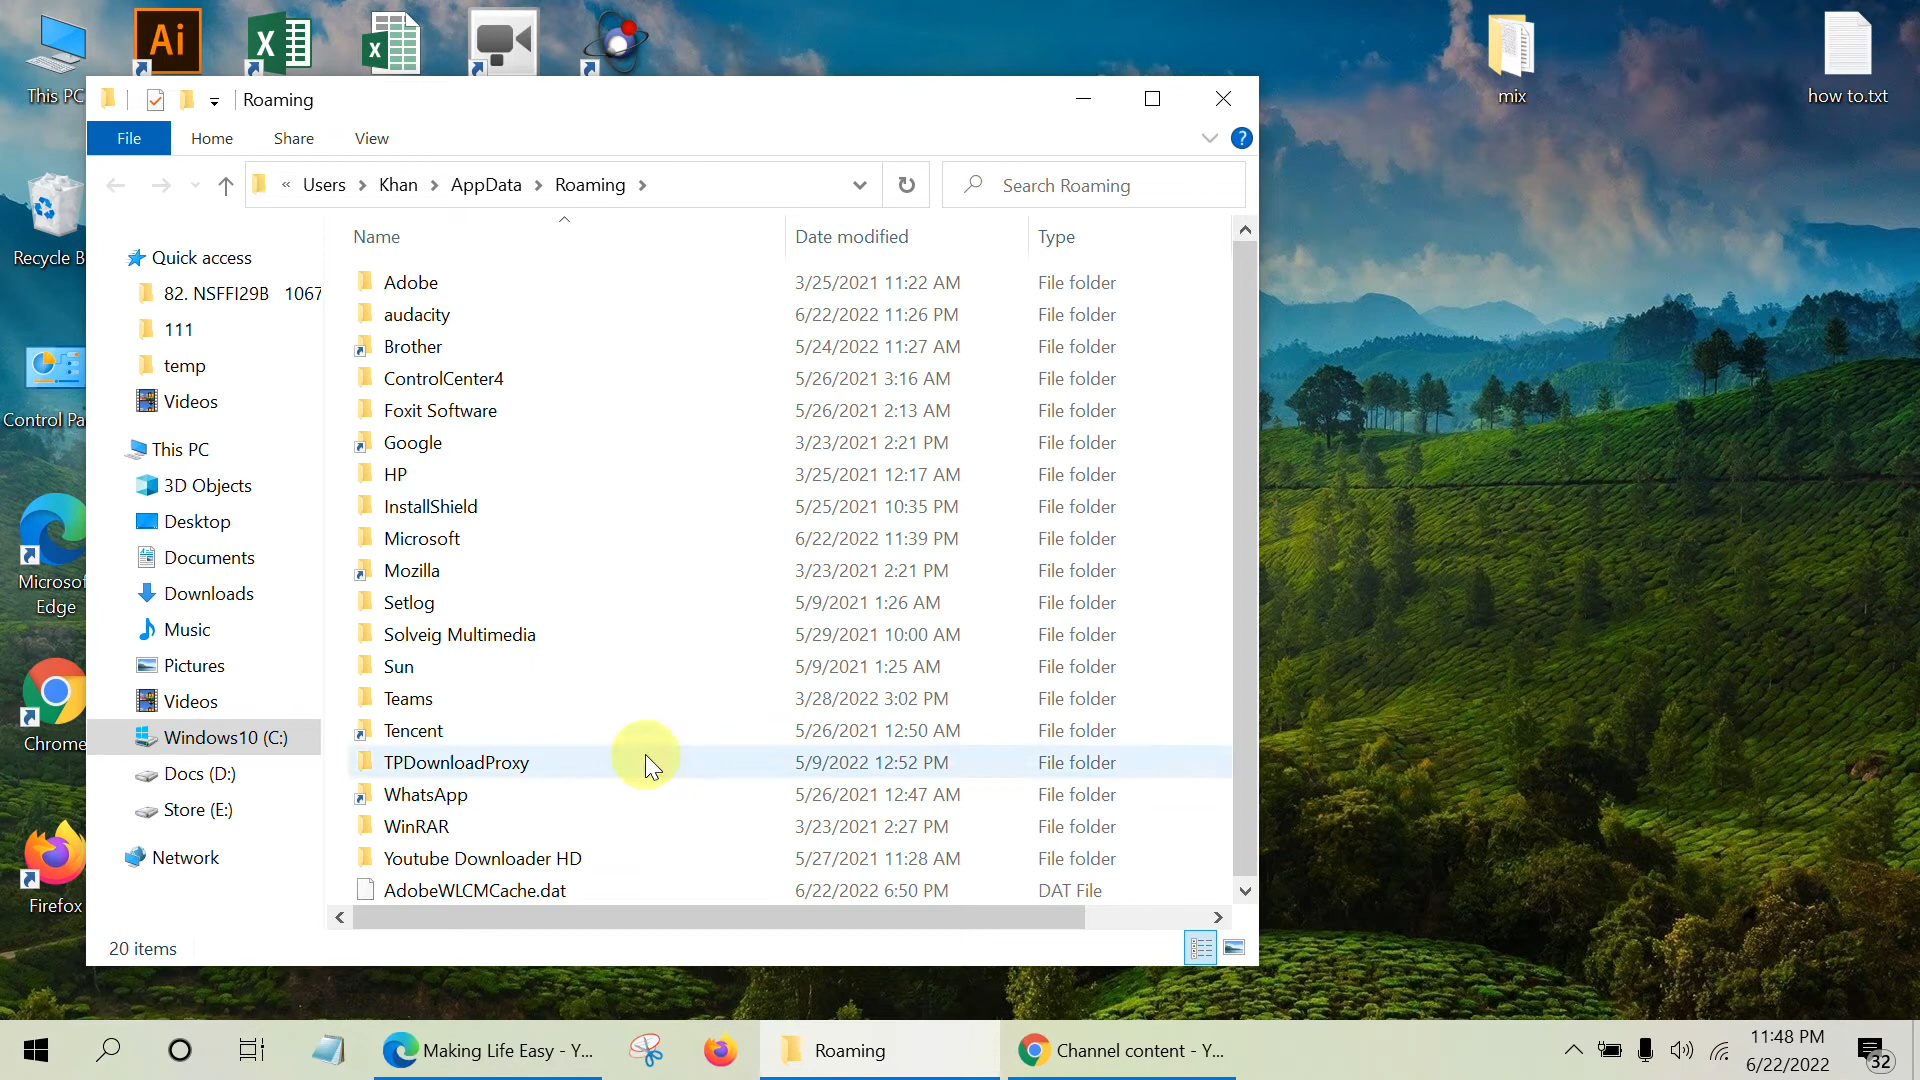 Ai
This PC
mix
how to.txt
Roaming
File
Home
Share
View
?
« Users
Khan
AppData
Roaming
Search Roaming
Name
Date modified
Type
Recycle B
Control Pa
Microsof
Edge
Chrome
Firefox
Quick access
82. NSFFI29B 1067
111
temp
Videos
This PC
3D Objects
Desktop
Documents
Downloads
Music
Pictures
Videos
Windows10 (C:)
Docs (D:)
Store (E:)
Network
Adobe 3/25/2021 11:22 AM File folder
audacity 6/22/2022 11:26 PM File folder
Brother 5/24/2022 11:27 AM File folder
ControlCenter4 5/26/2021 3:16 AM File folder
Foxit Software 5/26/2021 2:13 AM File folder
Google 3/23/2021 2:21 PM File folder
HP 3/25/2021 12:17 AM File folder
InstallShield 5/25/2021 10:35 PM File folder
Microsoft 6/22/2022 11:39 PM File folder
Mozilla 3/23/2021 2:21 PM File folder
Setlog 5/9/2021 1:26 AM File folder
Solveig Multimedia 5/29/2021 10:00 AM File folder
Sun 5/9/2021 1:25 AM File folder
Teams 3/28/2022 3:02 PM File folder
Tencent 5/26/2021 12:50 AM File folder
TPDownloadProxy 5/9/2022 12:52 PM File folder
WhatsApp 5/26/2021 12:47 AM File folder
WinRAR 3/23/2021 2:27 PM File folder
Youtube Downloader HD 5/27/2021 11:28 AM File folder
AdobeWLCMCache.dat 6/22/2022 6:50 PM DAT File
20 items
Making Life Easy - Y...
Roaming
Channel content - Y...
11:48 PM
6/22/2022
32